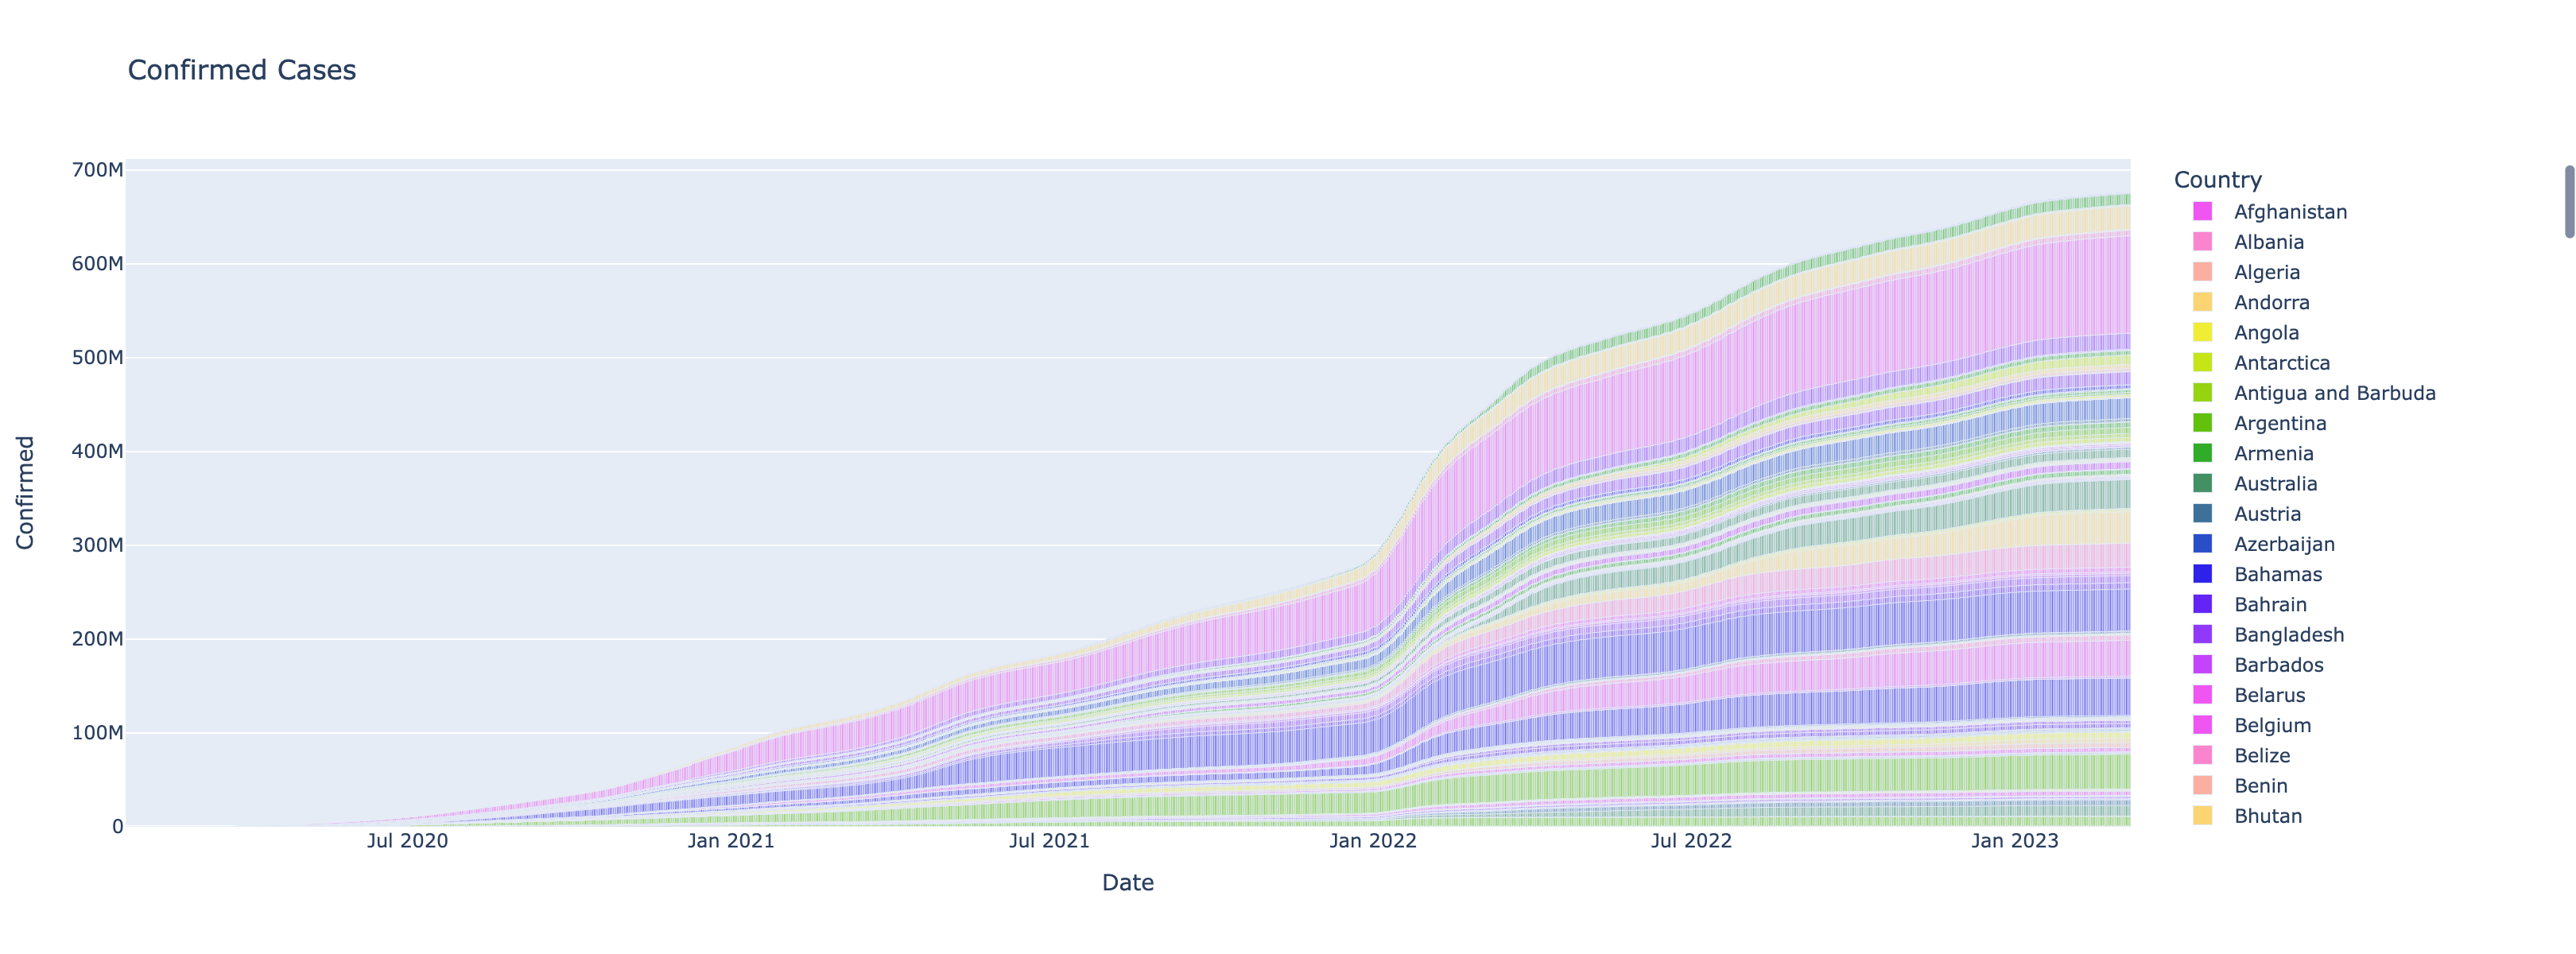 Confirmed Cases
700M
600M
500M
400M
300M
200M
100M
0
Confirmed
Jul 2020
Jan 2021
Jul 2021
Jan 2022
Jul 2022
Jan 2023
Date
Country
Afghanistan
Albania
Algeria
Andorra
Angola
Antarctica
Antigua and Barbuda
Argentina
Armenia
Australia
Austria
Azerbaijan
Bahamas
Bahrain
Bangladesh
Barbados
Belarus
Belgium
Belize
Benin
Bhutan